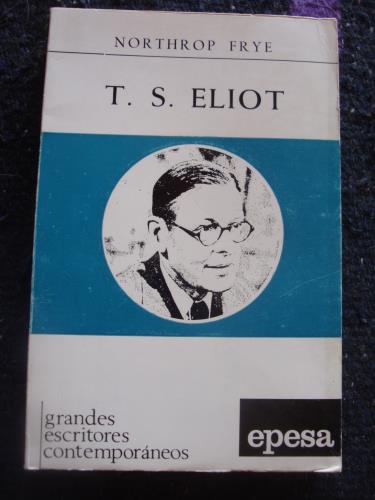 NORTHROP FRYE
T. S. ELIOT
grandes
escritores
contemporáneos
epesa